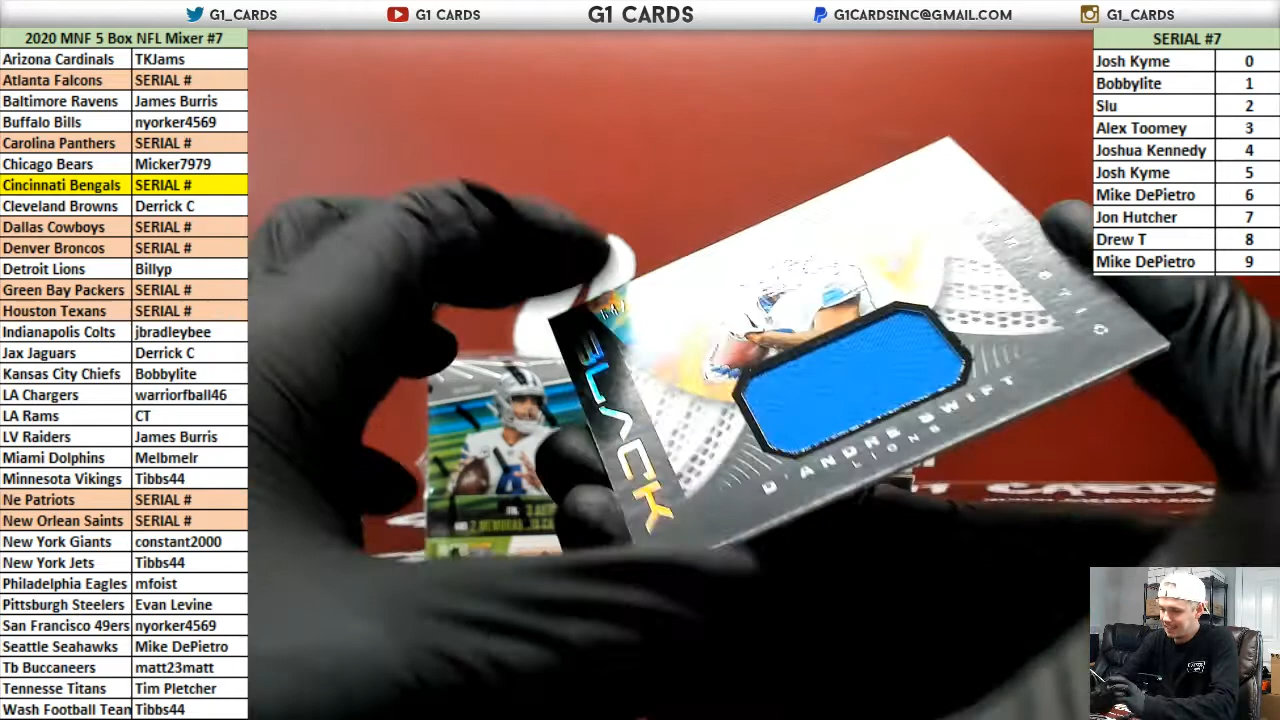 G1_CARDS
G1 CARDS
G1 CARDS
G1CARDSINC@GMAIL.COM
G1_CARDS
2020 MNF 5 Box NFL Mixer #7
Arizona Cardinals TKJams
Atlanta Falcons SERIAL #
Baltimore Ravens James Burris
Buffalo Bills nyorker4569
Carolina Panthers SERIAL #
Chicago Bears Micker7979
Cincinnati Bengals SERIAL #
Cleveland Browns Derrick C
Dallas Cowboys SERIAL #
Denver Broncos SERIAL #
Detroit Lions Billyp
Green Bay Packers SERIAL #
Houston Texans SERIAL #
Indianapolis Colts jbradleybee
Jax Jaguars Derrick C
Kansas City Chiefs Bobbylite
LA Chargers warriorfball46
LA Rams CT
LV Raiders James Burris
Miami Dolphins Melbmelr
Minnesota Vikings Tibbs44
Ne Patriots SERIAL #
New Orlean Saints SERIAL #
New York Giants constant2000
New York Jets Tibbs44
Philadelphia Eagles mfoist
Pittsburgh Steelers Evan Levine
San Francisco 49ers nyorker4569
Seattle Seahawks Mike DePietro
Tb Buccaneers matt23matt
Tennesse Titans Tim Pletcher
Wash Football Team Tibbs44
SERIAL #7
Josh Kyme 0
Bobbylite 1
Slu 2
Alex Toomey 3
Joshua Kennedy 4
Josh Kyme 5
Mike DePietro 6
Jon Hutcher 7
Drew T 8
Mike DePietro 9
BLACK
D'ANDRE SWIFT
LIONS